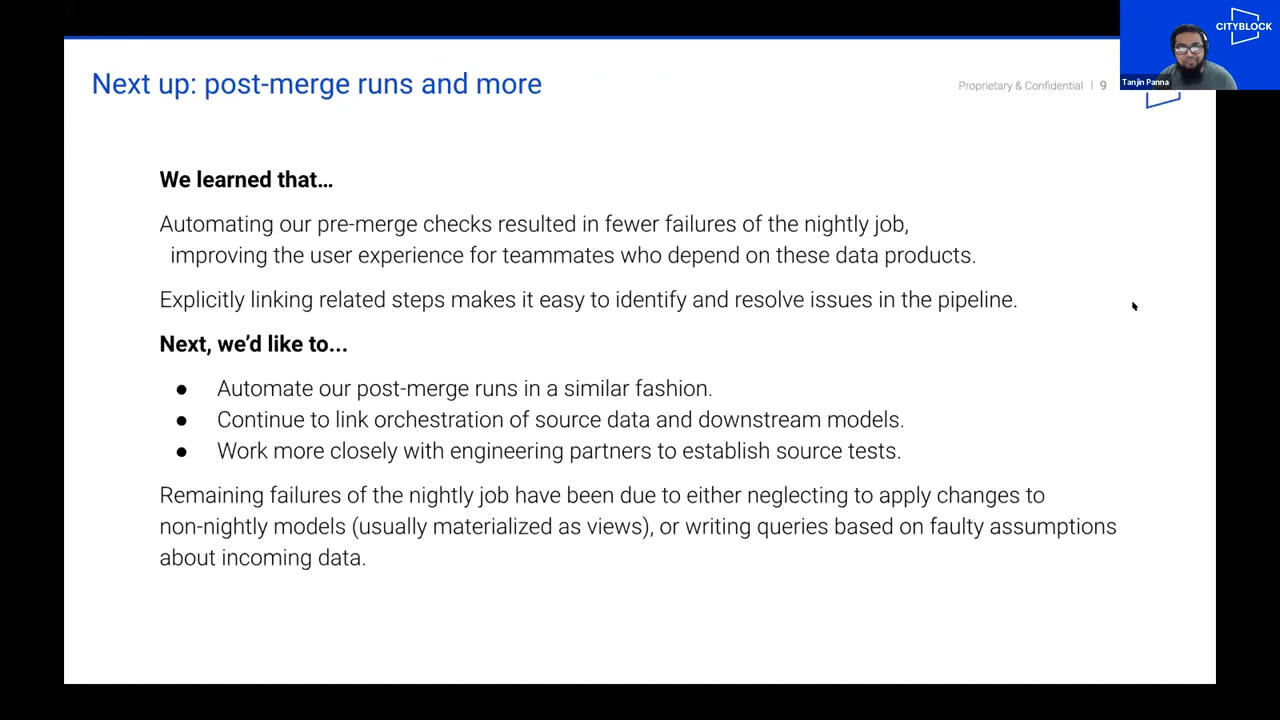 CITYBLOCK
Tanjin Panna
Next up: post-merge runs and more
Proprietary & Confidential | 9
We learned that…
Automating our pre-merge checks resulted in fewer failures of the nightly job,
improving the user experience for teammates who depend on these data products.
Explicitly linking related steps makes it easy to identify and resolve issues in the pipeline.
Next, we’d like to...
● Automate our post-merge runs in a similar fashion.
● Continue to link orchestration of source data and downstream models.
● Work more closely with engineering partners to establish source tests.
Remaining failures of the nightly job have been due to either neglecting to apply changes to
non-nightly models (usually materialized as views), or writing queries based on faulty assumptions
about incoming data.